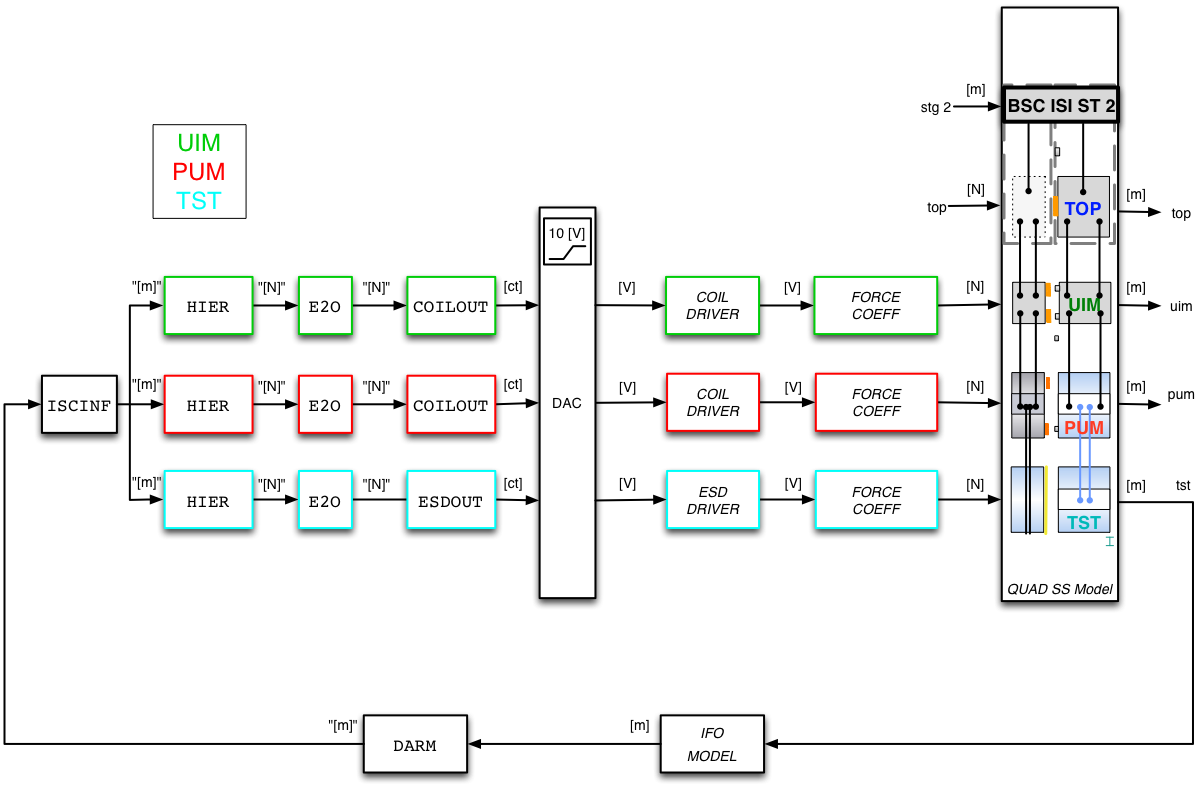 [m]
stg 2
BSC ISI ST 2
UIM
PUM
TST
[N]
top
TOP
[m]
top
10 [V]
"[m]"
HIER
"[N]"
E2O
"[N]"
COILOUT
[ct]
[V]
COIL
DRIVER
[V]
FORCE
COEFF
[N]
UIM
[m]
uim
ISCINF
"[m]"
HIER
"[N]"
E2O
"[N]"
COILOUT
[ct]
DAC
[V]
COIL
DRIVER
[V]
FORCE
COEFF
[N]
PUM
[m]
pum
"[m]"
HIER
"[N]"
E2O
"[N]"
ESDOUT
[ct]
[V]
ESD
DRIVER
[V]
FORCE
COEFF
[N]
TST
[m]
tst
QUAD SS Model
"[m]"
DARM
[m]
IFO
MODEL